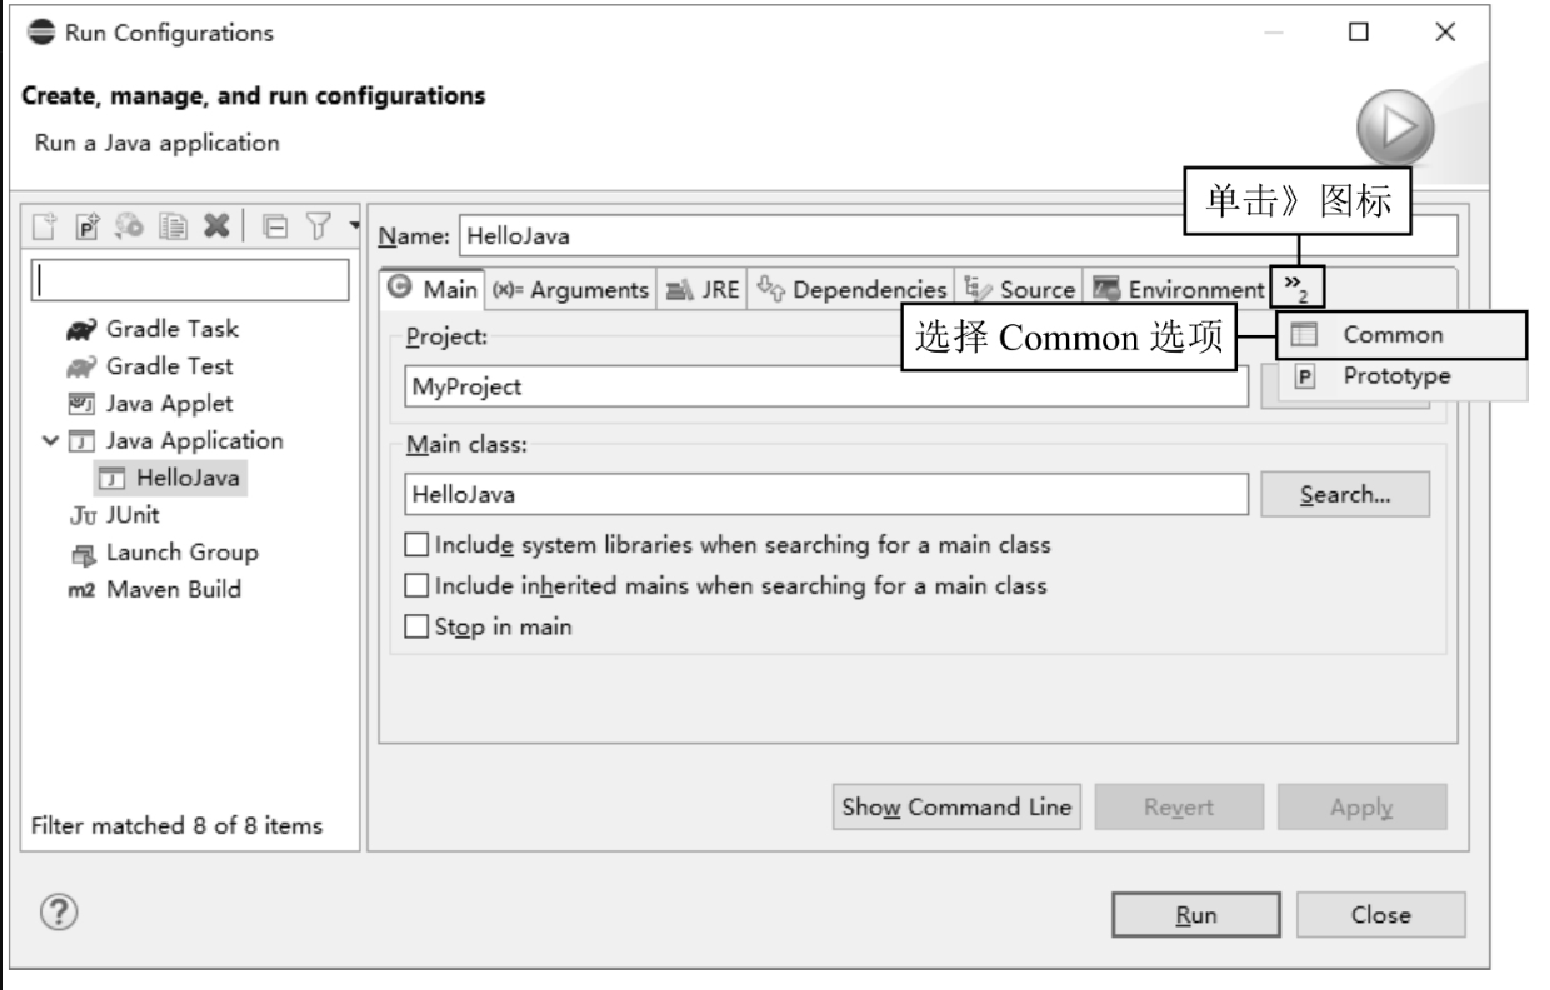 Run Configurations
Create, manage, and run configurations
Run a Java application
单击》图标
Name: HelloJava
Main (x)= Arguments JRE Dependencies Source Environment »2
选择 Common 选项
Common
Prototype
Project:
MyProject
Main class:
HelloJava
Search...
Include system libraries when searching for a main class
Include inherited mains when searching for a main class
Stop in main
Gradle Task
Gradle Test
Java Applet
Java Application
HelloJava
Ju JUnit
Launch Group
m2 Maven Build
Filter matched 8 of 8 items
Show Command Line Revert Apply
Run Close